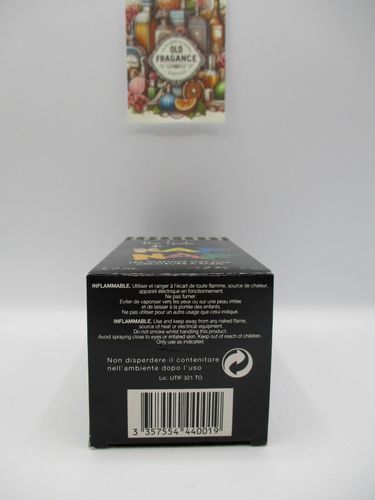 OLD
FRAGANCE
INFLAMMABLE. Utiliser et ranger à l'écart de toute flamme, source de chaleur,
appareil électrique en fonctionnement.
Ne pas fumer.
Eviter de vaporiser vers les yeux ou sur une peau irritée
et de laisser à la portée des enfants.
Ne pas utiliser pour un autre usage que celui indiqué.
INFLAMMABLE. Use and keep away from any naked flame,
source of heat or electrical equipment.
Do not smoke whilst handling this product.
Avoid spraying close to eyes or irritated skin. Keep out of reach of children.
Only use as indicated.
Non disperdere il contenitore
nell'ambiente dopo l'uso
Lic. UTIF 321 TO
3 357554 440019